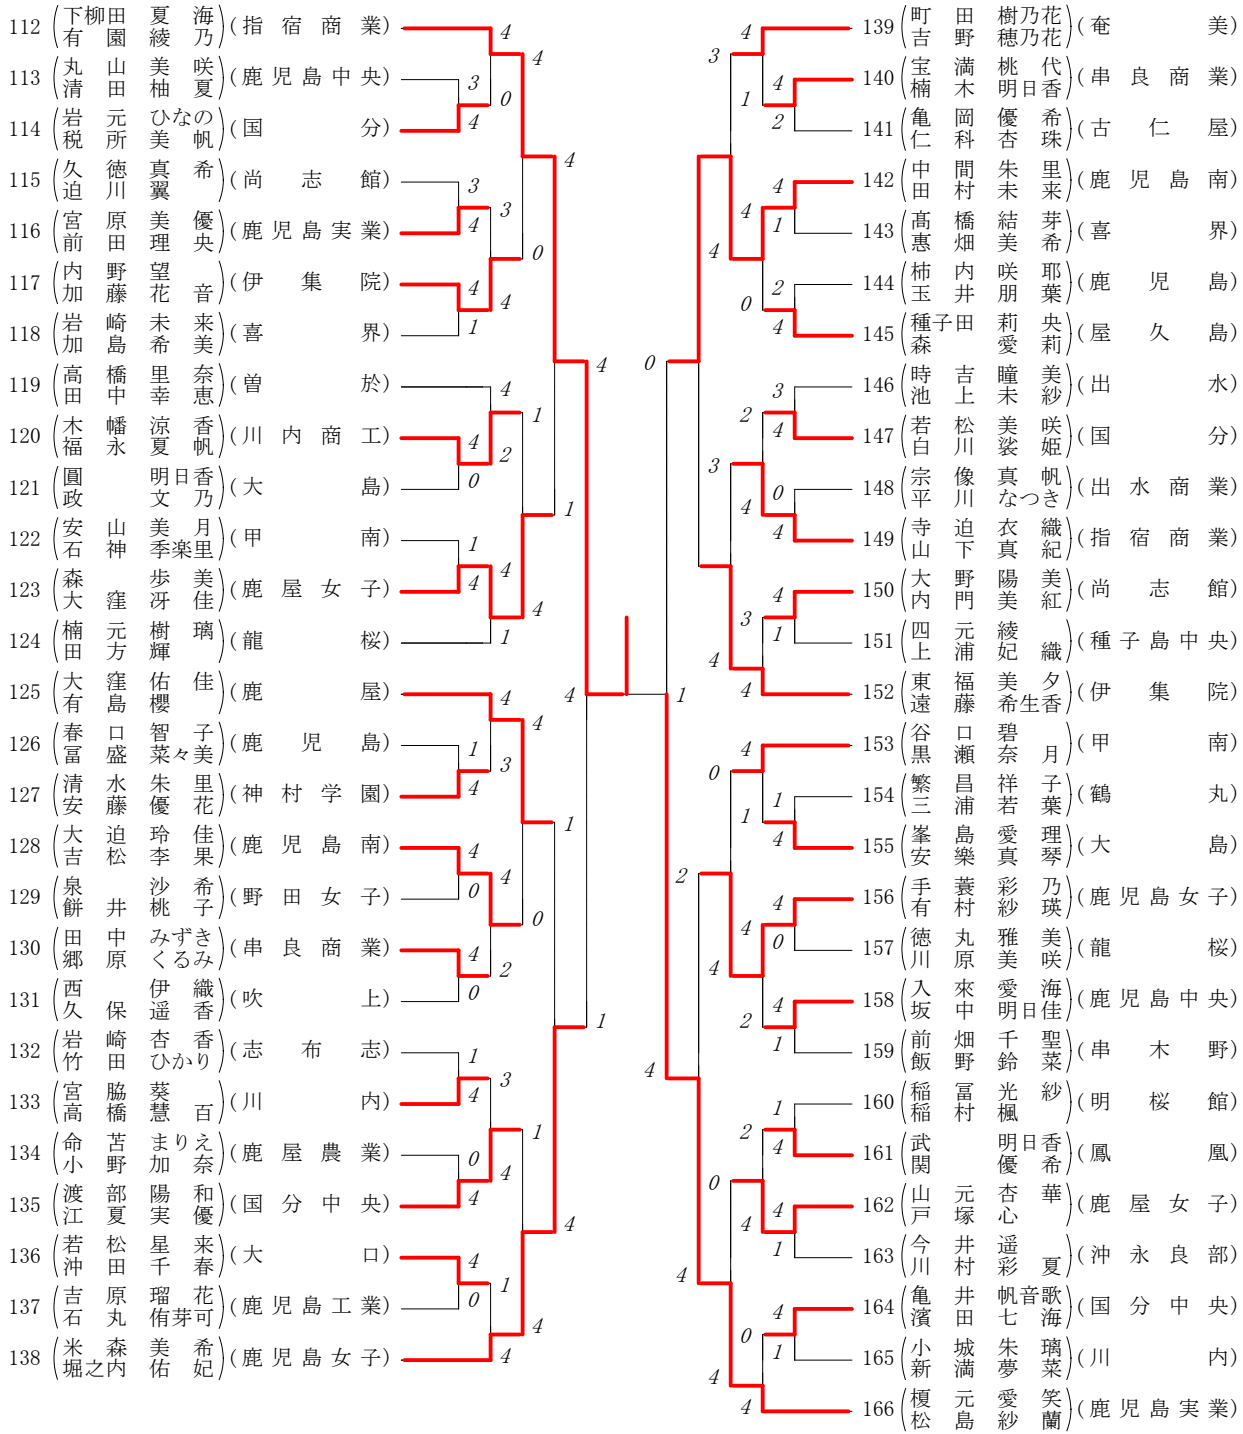 112 下柳田 夏海 有園綾乃 (指宿商業)
113 丸山美咲 清田柚夏 (鹿児島中央)
114 岩元ひなの 税所美帆 (国分)
115 久徳真希 迫川翼 (尚志館)
116 宮原美優 前田理央 (鹿児島実業)
117 内野望 加藤花音 (伊集院)
118 岩崎未来 加島希美 (喜界)
119 高橋里奈 田中幸恵 (曽於)
120 木幡涼香 福永夏帆 (川内商工)
121 圓明日香 政文乃 (大島)
122 安山美月 石神季楽里 (甲南)
123 森歩美 大窪冴佳 (鹿屋女子)
124 楠元樹璃 田方輝 (龍桜)
125 大窪佑佳 有島櫻 (鹿屋)
126 春口智子 冨盛菜々美 (鹿児島)
127 清水朱里 安藤優花 (神村学園)
128 大迫玲佳 吉松李果 (鹿児島南)
129 泉沙希 餅井桃子 (野田女子)
130 田中みずき 郷原くるみ (串良商業)
131 西伊織 久保遥香 (吹上)
132 岩崎杏香 竹田ひかり (志布志)
133 宮脇葵 高橋慧百 (川内)
134 命苫まりえ 小野加奈 (鹿屋農業)
135 渡部陽和 江夏実優 (国分中央)
136 若松星来 沖田千春 (大口)
137 吉原瑠花 石丸侑芽可 (鹿児島工業)
138 米森美希 堀之内佑妃 (鹿児島女子)
139 町田樹乃花 吉野穂乃花 (奄美)
140 宝満桃代 楠木明日香 (串良商業)
141 亀岡優希 仁科杏珠 (古仁屋)
142 中間朱里 田村未来 (鹿児島南)
143 髙橋結芽 惠畑美希 (喜界)
144 柿内咲耶 玉井朋葉 (鹿児島)
145 種子田莉央 森愛莉 (屋久島)
146 時吉瞳美 池上未紗 (出水)
147 若松美咲 白川裟姫 (国分)
148 宗像真帆 平川なつき (出水商業)
149 寺迫衣織 山下真紀 (指宿商業)
150 大野陽美 内門美紅 (尚志館)
151 四元綾 上浦妃織 (種子島中央)
152 東福美夕 遠藤希生香 (伊集院)
153 谷口碧 黒瀬奈月 (甲南)
154 繁昌祥子 三浦若葉 (鶴丸)
155 峯島愛理 安樂真琴 (大島)
156 手蓑彩乃 有村紗瑛 (鹿児島女子)
157 徳丸雅美 川原美咲 (龍桜)
158 入來愛海 坂中明日佳 (鹿児島中央)
159 前畑千聖 飯野鈴菜 (串木野)
160 稲冨光紗 稲村楓 (明桜館)
161 武明日香 関優希 (鳳凰)
162 山元杏華 戸塚心 (鹿屋女子)
163 今井遥 川村彩夏 (沖永良部)
164 亀井帆音歌 濱田七海 (国分中央)
165 小城朱璃 新満夢菜 (川内)
166 榎元愛笑 松島紗蘭 (鹿児島実業)